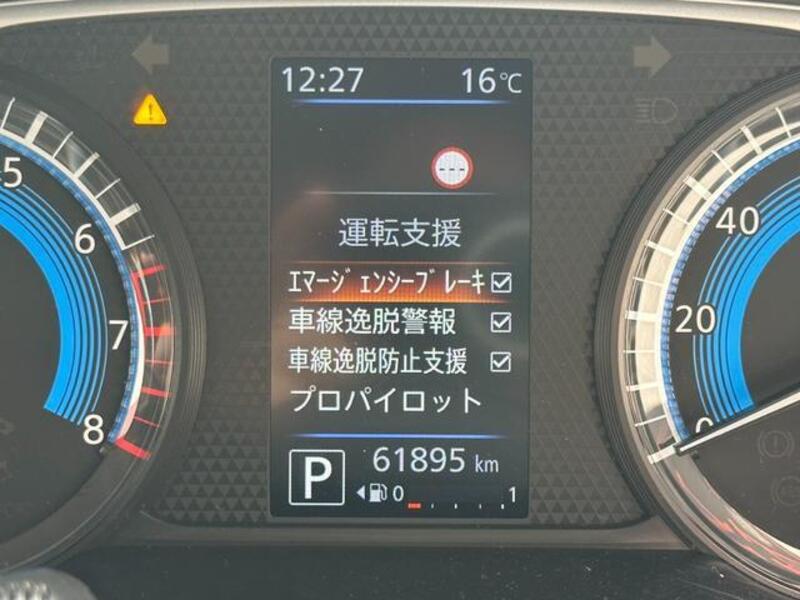 12:27 16℃
---
運転支援
エマージェンシーブレーキ
車線逸脱警報
車線逸脱防止支援
プロパイロット
P 61895 km
0 1
5
6
7
8
40
20
0